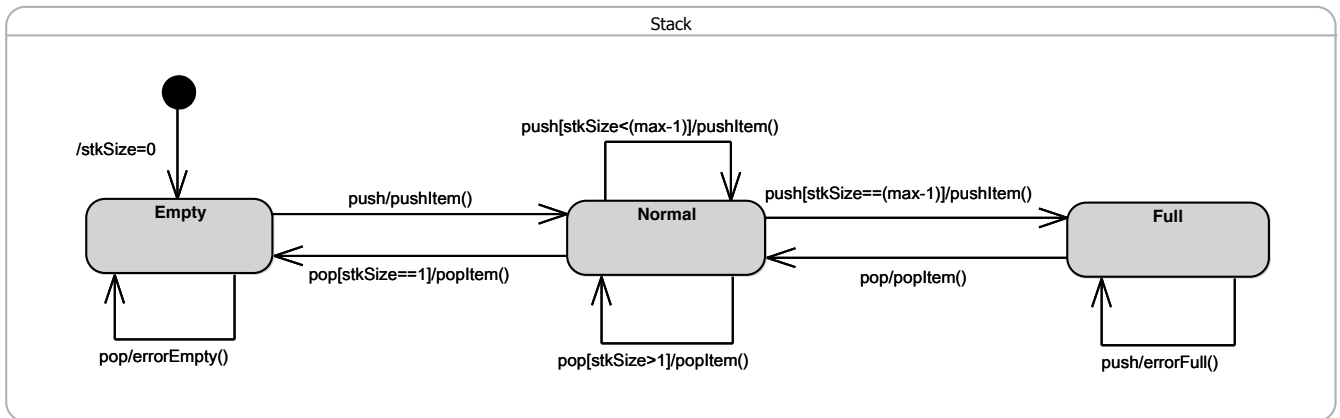 Stack
push[stkSize<(max-1)]/pushItem()
/stkSize=0
push/pushItem()
push[stkSize==(max-1)]/pushItem()
Empty
Normal
Full
pop[stkSize==1]/popItem()
pop/popItem()
pop/errorEmpty()
pop[stkSize>1]/popItem()
push/errorFull()